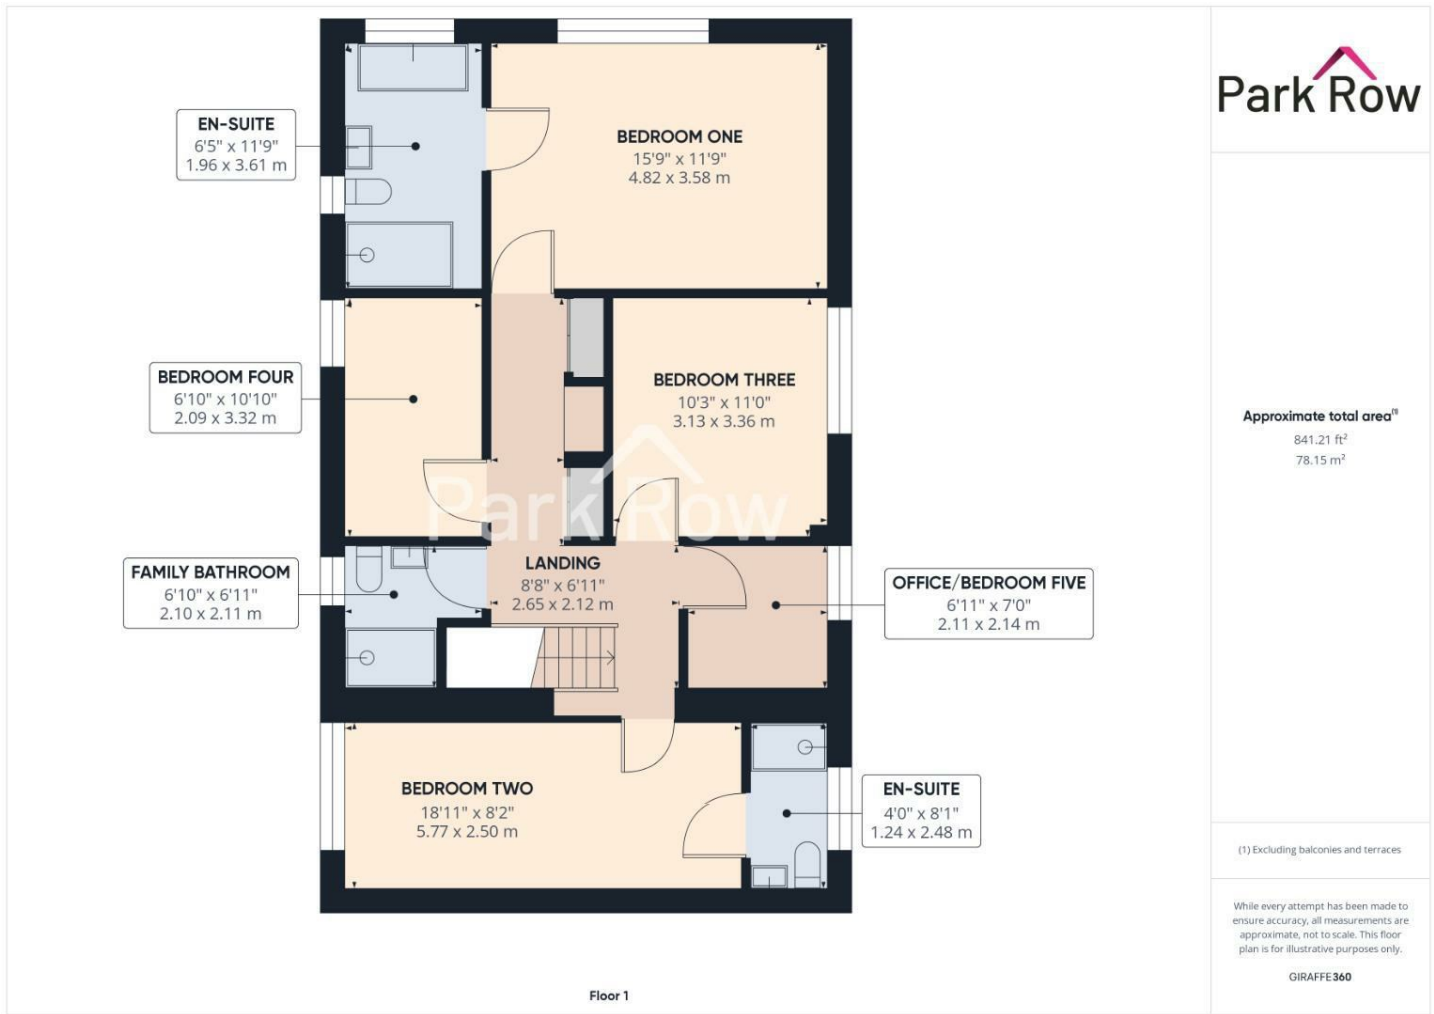 EN-SUITE
6'5" x 11'9"
1.96 x 3.61 m
BEDROOM ONE
15'9" x 11'9"
4.82 x 3.58 m
BEDROOM FOUR
6'10" x 10'10"
2.09 x 3.32 m
BEDROOM THREE
10'3" x 11'0"
3.13 x 3.36 m
Park Row
FAMILY BATHROOM
6'10" x 6'11"
2.10 x 2.11 m
LANDING
8'8" x 6'11"
2.65 x 2.12 m
OFFICE/BEDROOM FIVE
6'11" x 7'0"
2.11 x 2.14 m
BEDROOM TWO
18'11" x 8'2"
5.77 x 2.50 m
EN-SUITE
4'0" x 8'1"
1.24 x 2.48 m
Floor 1
Park Row
Approximate total area⁽¹⁾
841.21 ft²
78.15 m²
(1) Excluding balconies and terraces
While every attempt has been made to
ensure accuracy, all measurements are
approximate, not to scale. This floor
plan is for illustrative purposes only.
GIRAFFE360